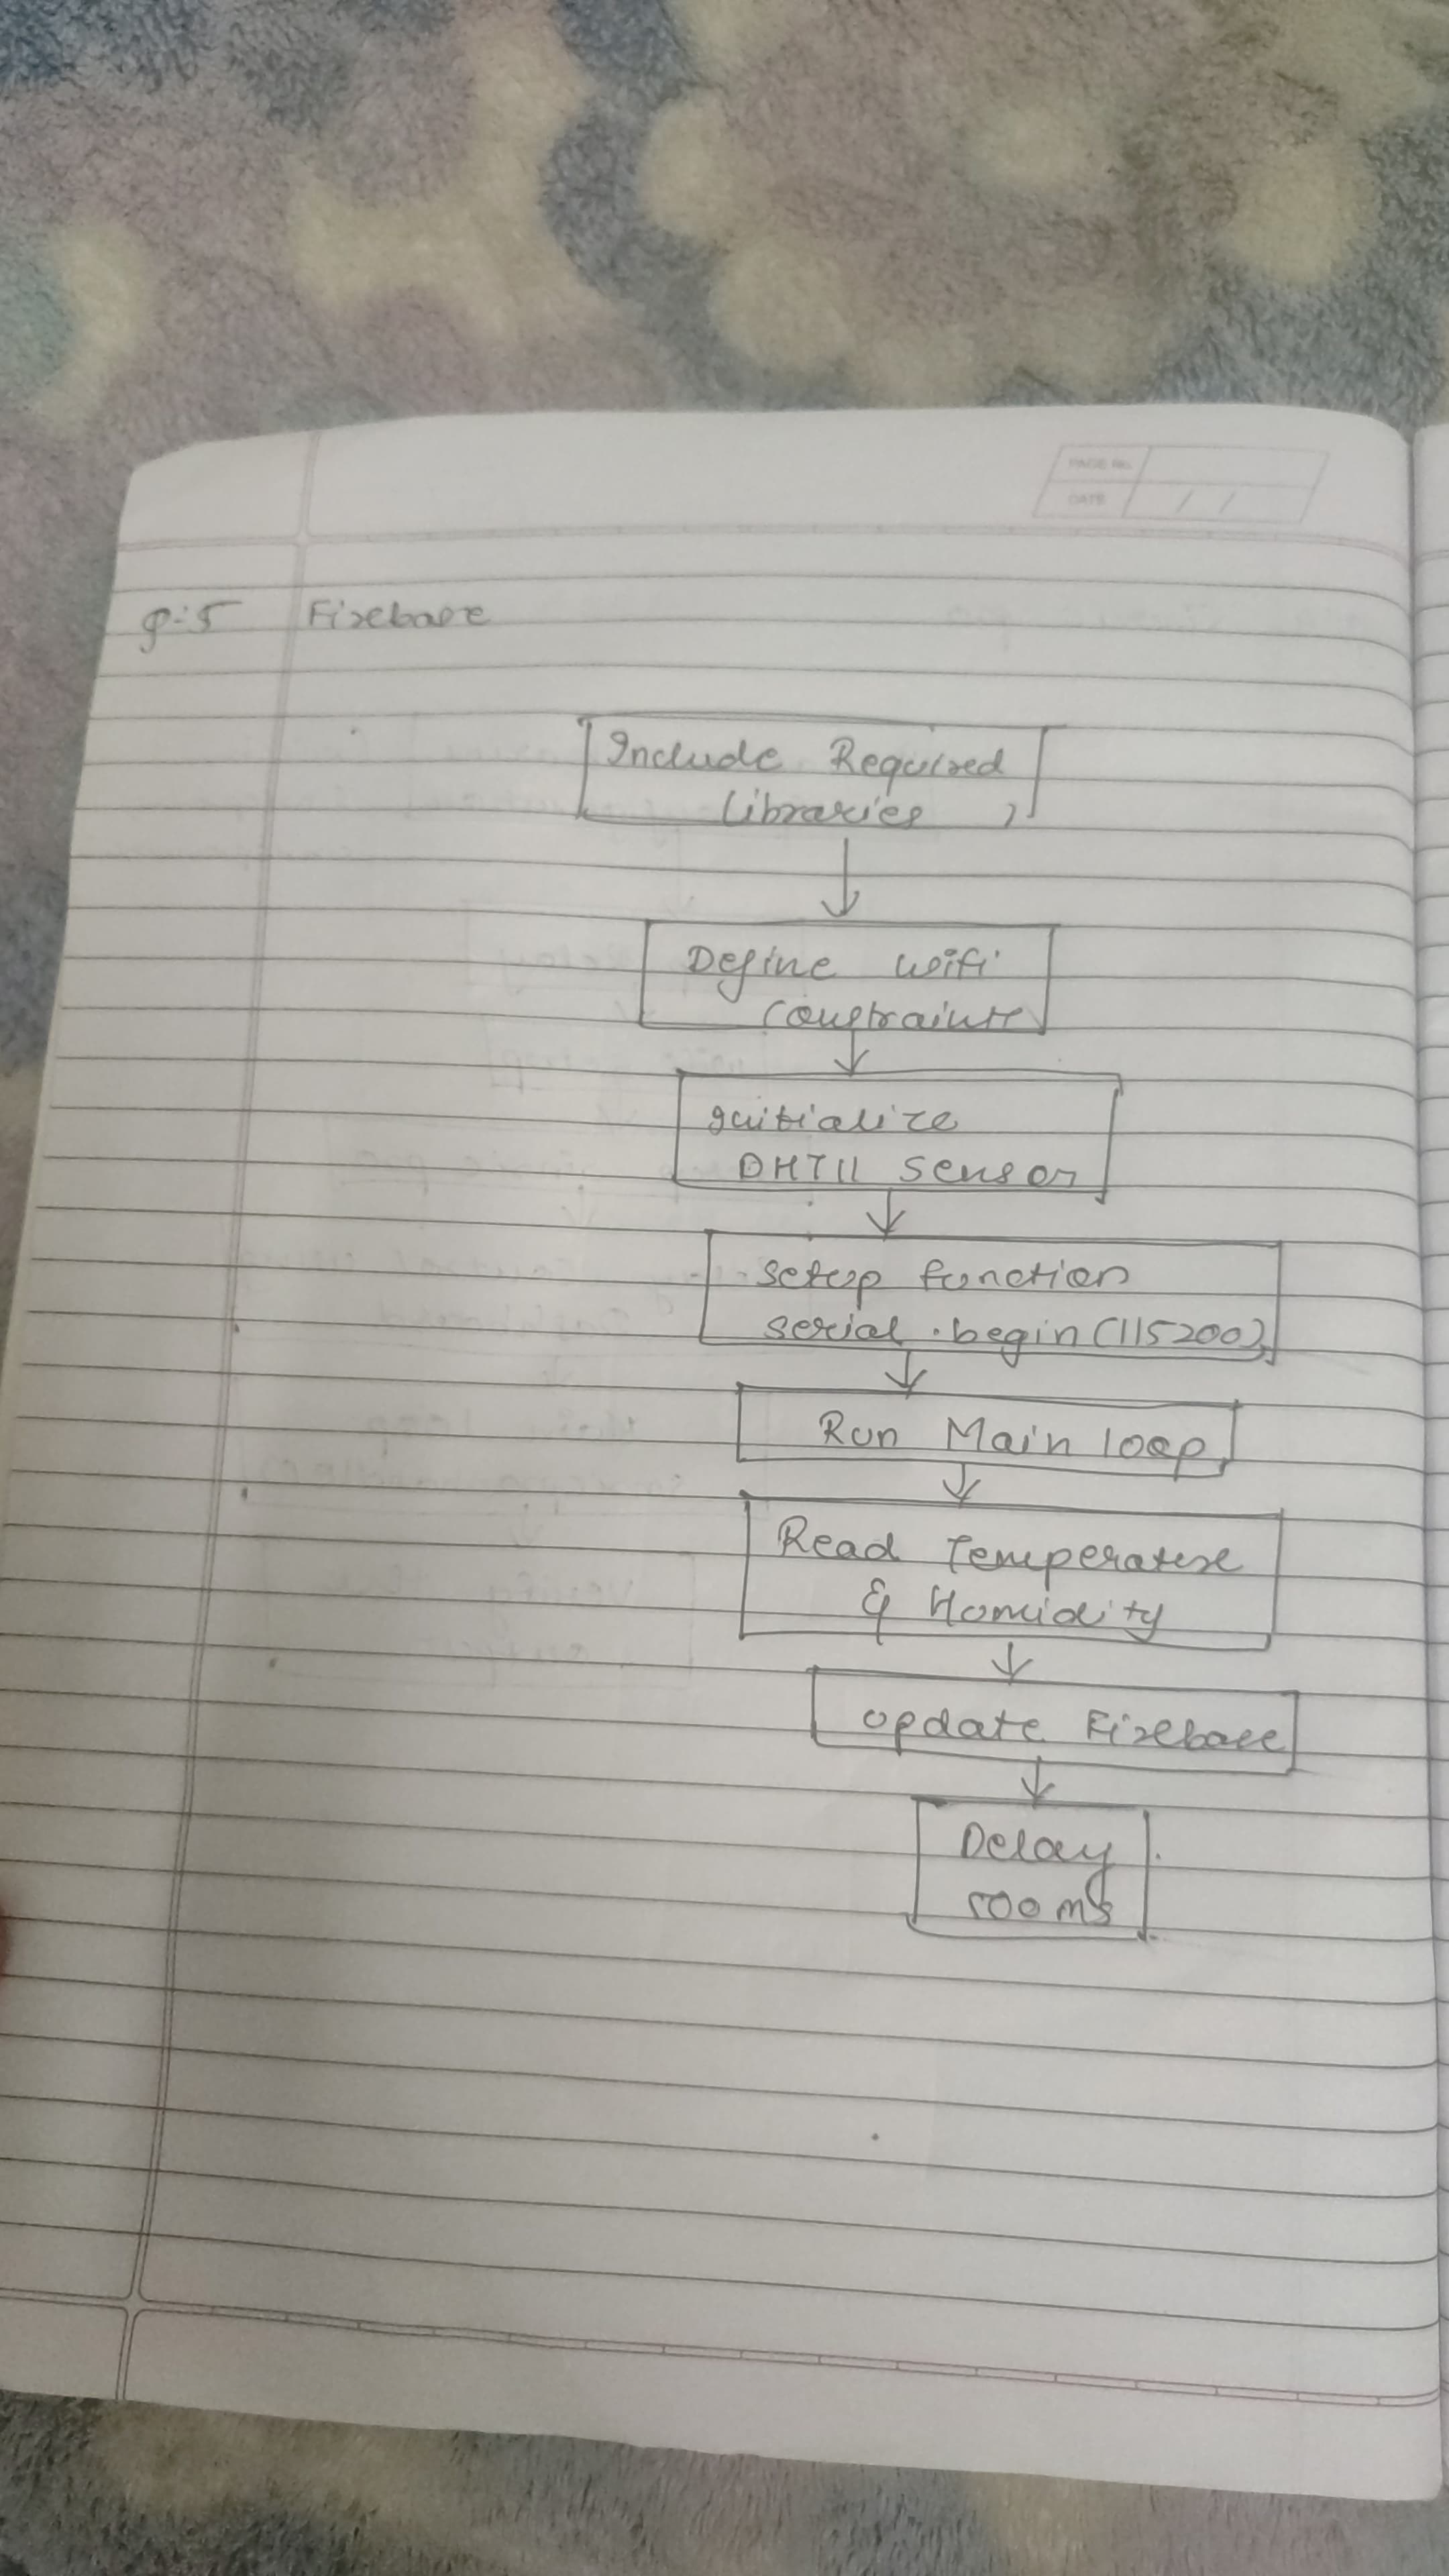 PAGE No.
DATE / /
P:5 Firebase
Include Required
Libraries
Define wifi
constraints
Initialize
DHT11 sensor
setup function
serial.begin(115200);
Run Main loop
Read Temperature
& Homidity
update Firebase
Delay
500 ms